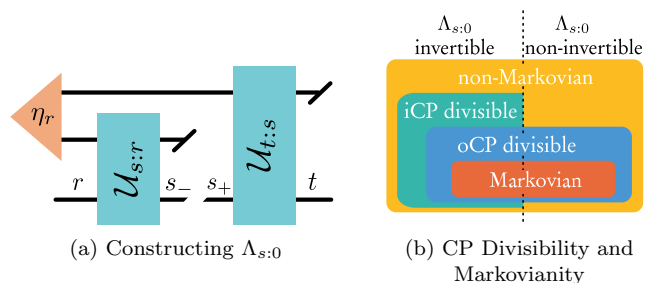 η_r
𝒰_{s:r}
𝒰_{t:s}
r
s_−
s_+
t
(a) Constructing Λ_{s:0}
Λ_{s:0}
invertible
Λ_{s:0}
non-invertible
non-Markovian
iCP divisible
oCP divisible
Markovian
(b) CP Divisibility and
Markovianity